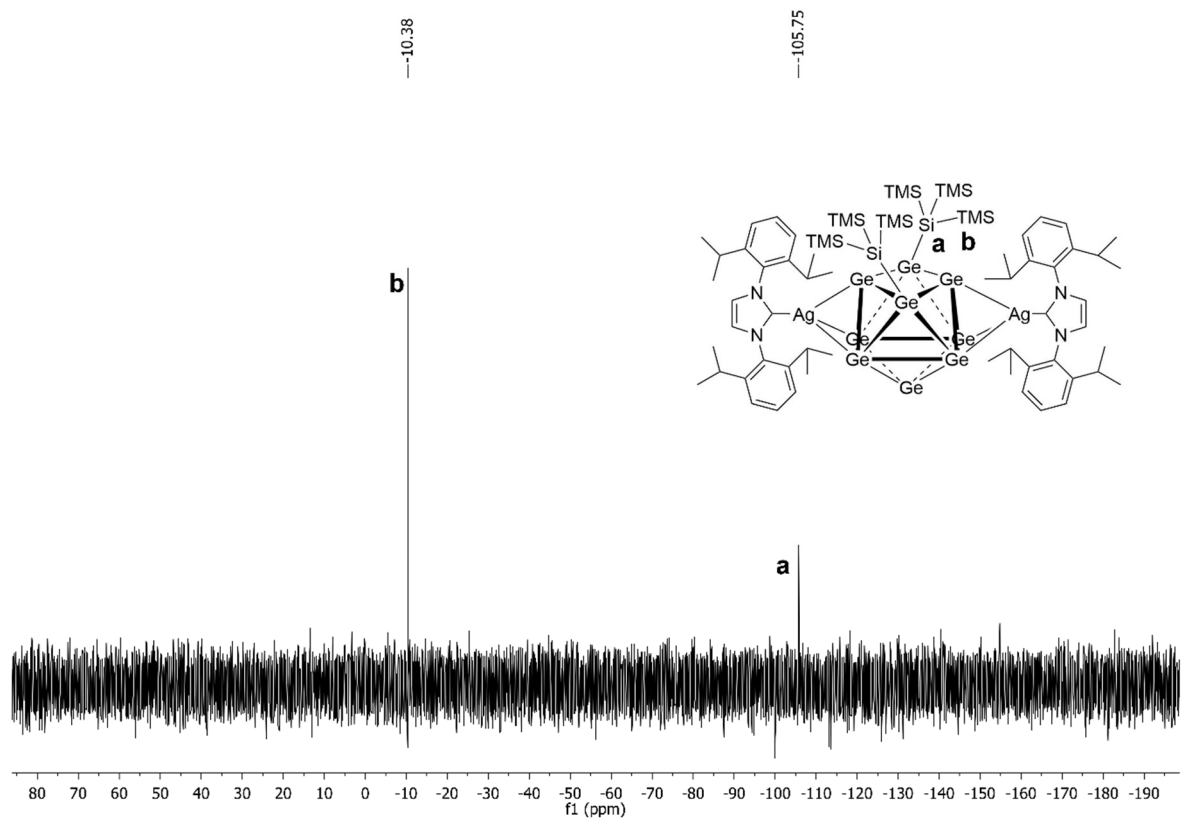 -10.38
-105.75
TMS TMS
TMS TMS Si TMS
TMS Si a b
Ge
Ge Ge
N Ge N
Ag Ag
N Ge Ge N
Ge Ge
Ge
b
a
80 70 60 50 40 30 20 10 0 -10 -20 -30 -40 -50 -60 -70 -80 -90 -100 -110 -120 -130 -140 -150 -160 -170 -180 -190
f1 (ppm)